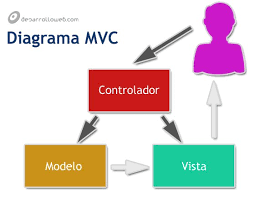 desarrolloweb.com
Diagrama MVC
Controlador
Modelo
Vista